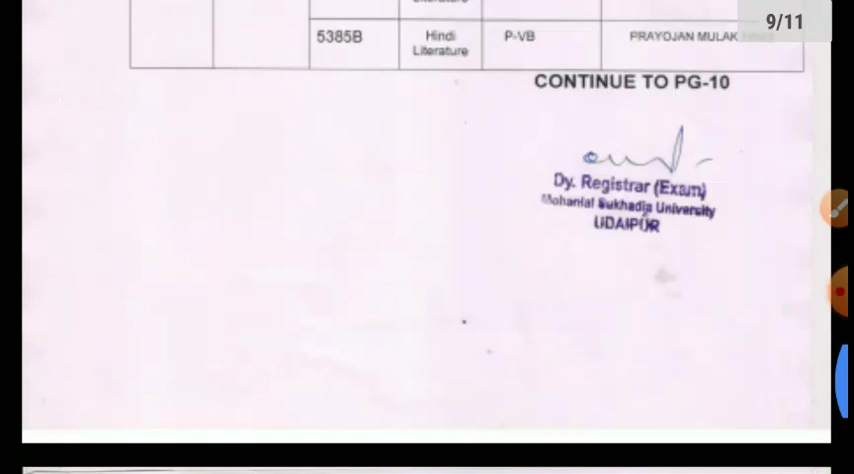 9/11
5385B Hindi Literature P-VB PRAYOJAN MULAK
CONTINUE TO PG-10
Dy. Registrar (Exam)
Mohanlal Sukhadia University
UDAIPUR